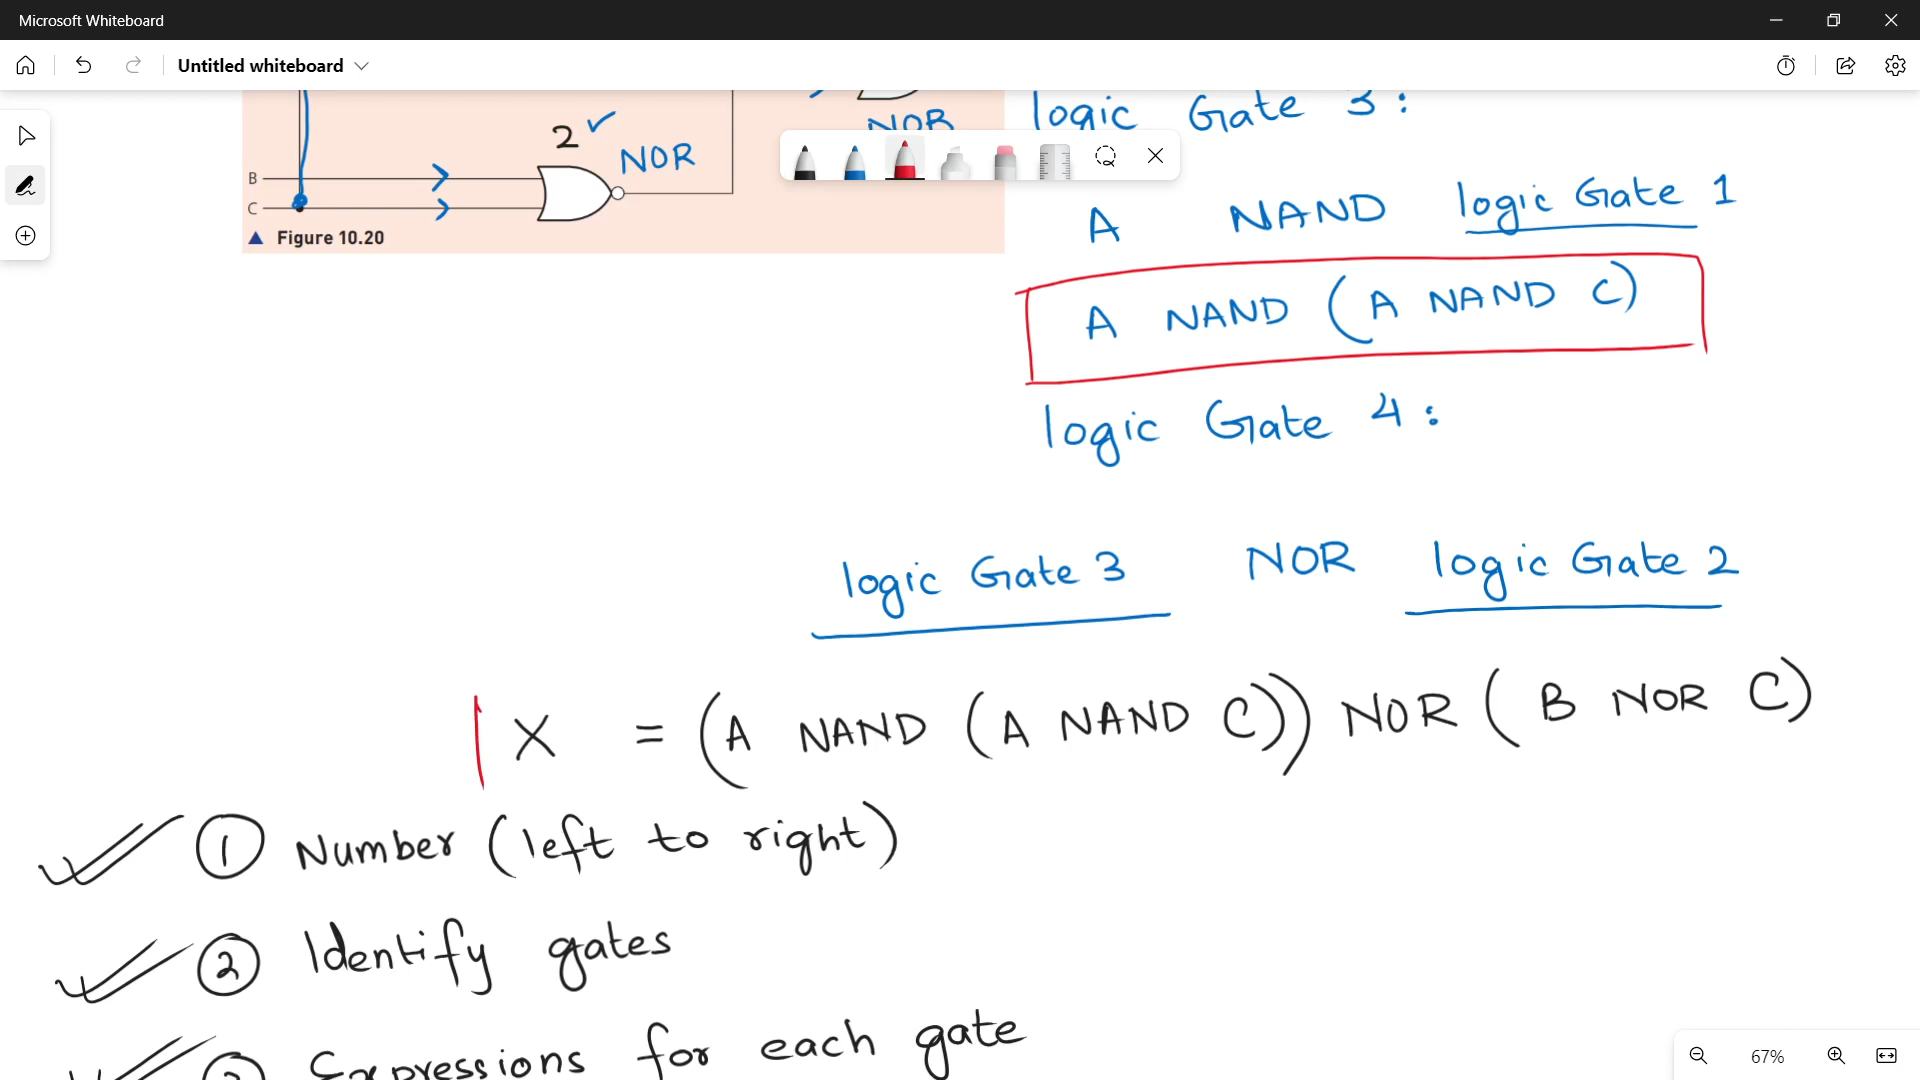 Microsoft Whiteboard
Untitled whiteboard
logic Gate 3:
NOR
2
NOR
B
C
▲ Figure 10.20
A NAND logic Gate 1
A NAND (A NAND C)
logic Gate 4:
logic Gate 3 NOR logic Gate 2
X = (A NAND (A NAND C)) NOR (B NOR C)
1 Number (left to right)
2 Identify gates
3 Expressions for each gate
67%